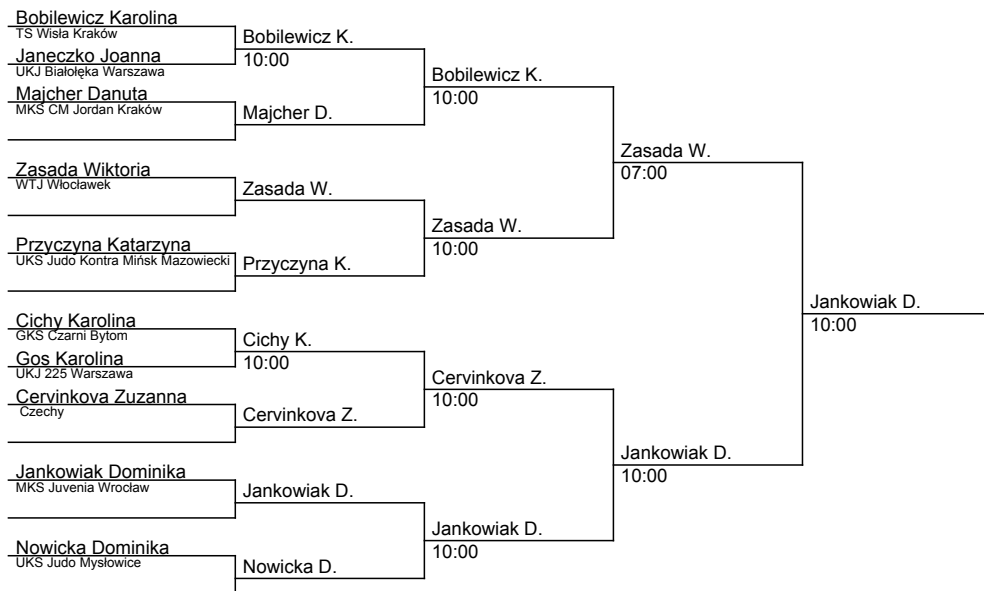 Bobilewicz Karolina
TS Wisła Kraków
Janeczko Joanna
UKJ Białołęka Warszawa
Majcher Danuta
MKS CM Jordan Kraków
Zasada Wiktoria
WTJ Włocławek
Przyczyna Katarzyna
UKS Judo Kontra Mińsk Mazowiecki
Cichy Karolina
GKS Czarni Bytom
Gos Karolina
UKJ 225 Warszawa
Cervinkova Zuzanna
Czechy
Jankowiak Dominika
MKS Juvenia Wrocław
Nowicka Dominika
UKS Judo Mysłowice
Bobilewicz K.
10:00
Majcher D.
Zasada W.
Przyczyna K.
Cichy K.
10:00
Cervinkova Z.
Jankowiak D.
Nowicka D.
Bobilewicz K.
10:00
Zasada W.
10:00
Cervinkova Z.
10:00
Jankowiak D.
10:00
Zasada W.
07:00
Jankowiak D.
10:00
Jankowiak D.
10:00